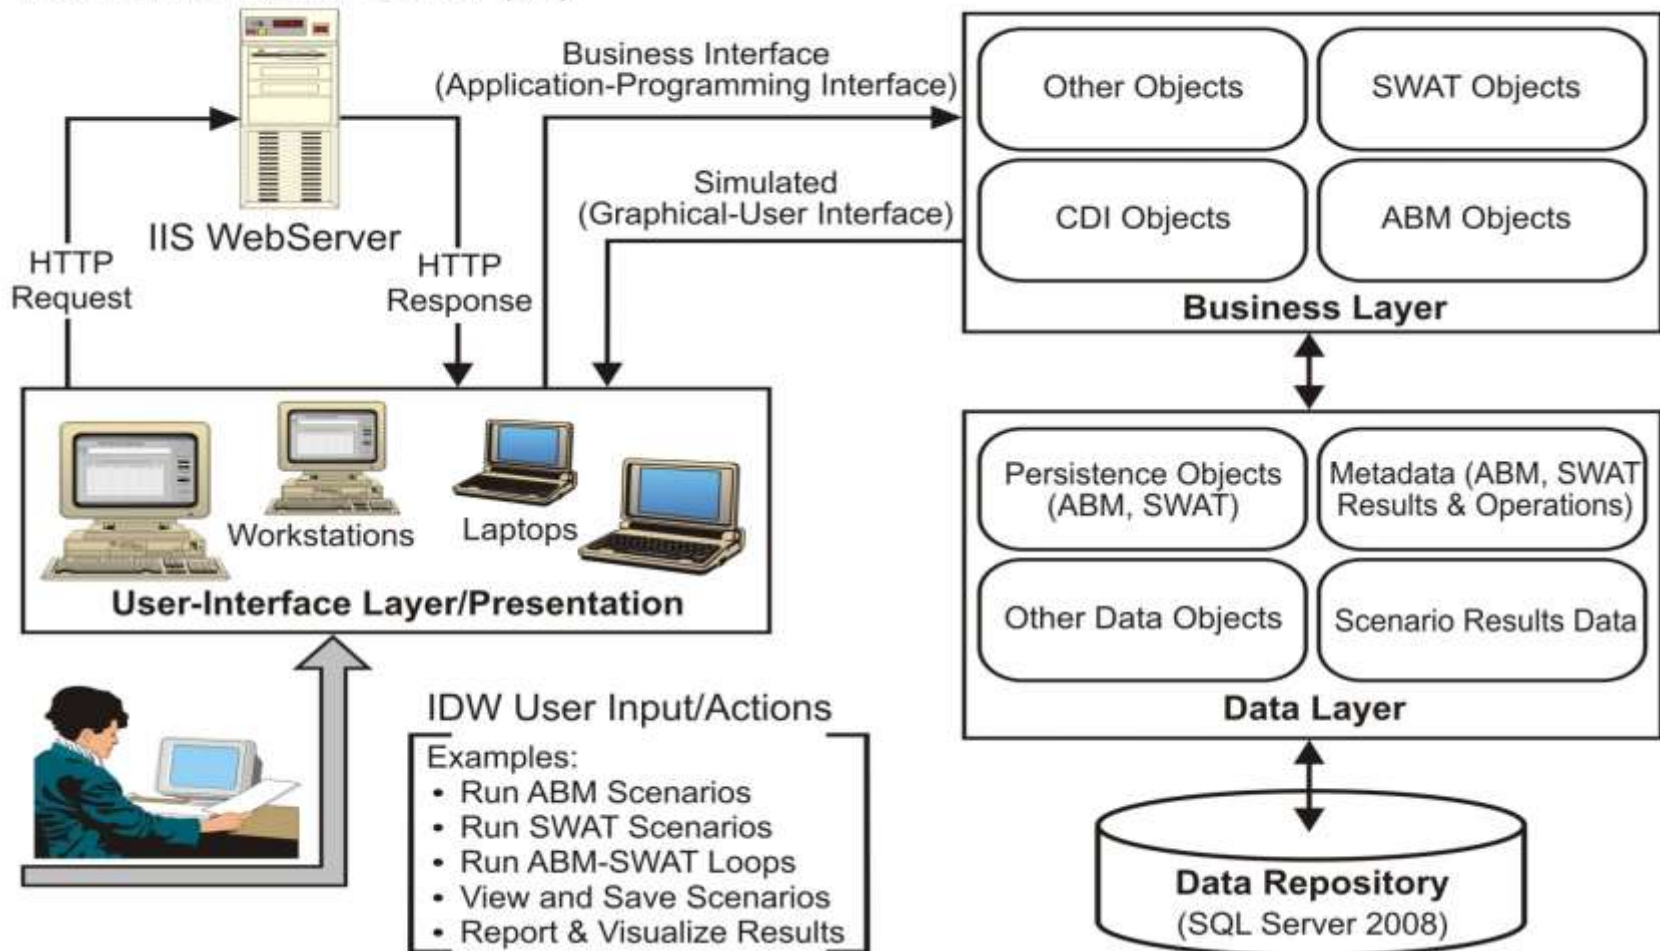 IIS WebServer
HTTP
Request
HTTP
Response
Business Interface
(Application-Programming Interface)
Simulated
(Graphical-User Interface)
Other Objects
SWAT Objects
CDI Objects
ABM Objects
Business Layer
Workstations
Laptops
User-Interface Layer/Presentation
Persistence Objects
(ABM, SWAT)
Metadata (ABM, SWAT
Results & Operations)
Other Data Objects
Scenario Results Data
Data Layer
IDW User Input/Actions
Examples:
• Run ABM Scenarios
• Run SWAT Scenarios
• Run ABM-SWAT Loops
• View and Save Scenarios
• Report & Visualize Results
Data Repository
(SQL Server 2008)